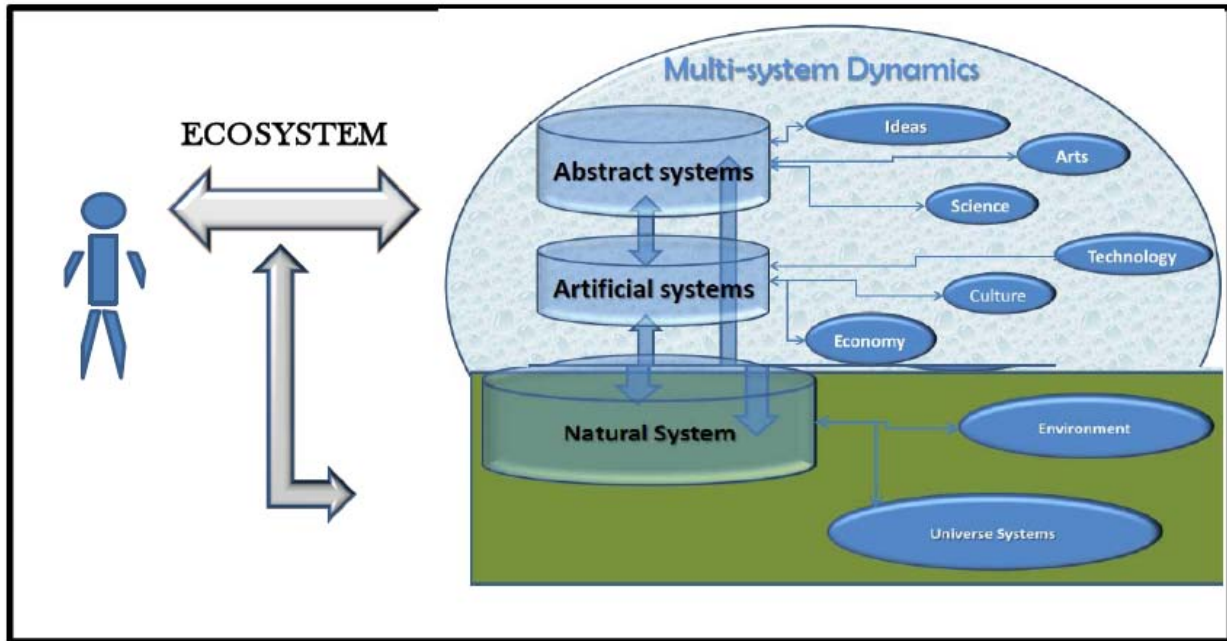 Multi-system Dynamics
ECOSYSTEM
Ideas
Abstract systems
Arts
Science
Technology
Artificial systems
Culture
Economy
Natural System
Environment
Universe Systems